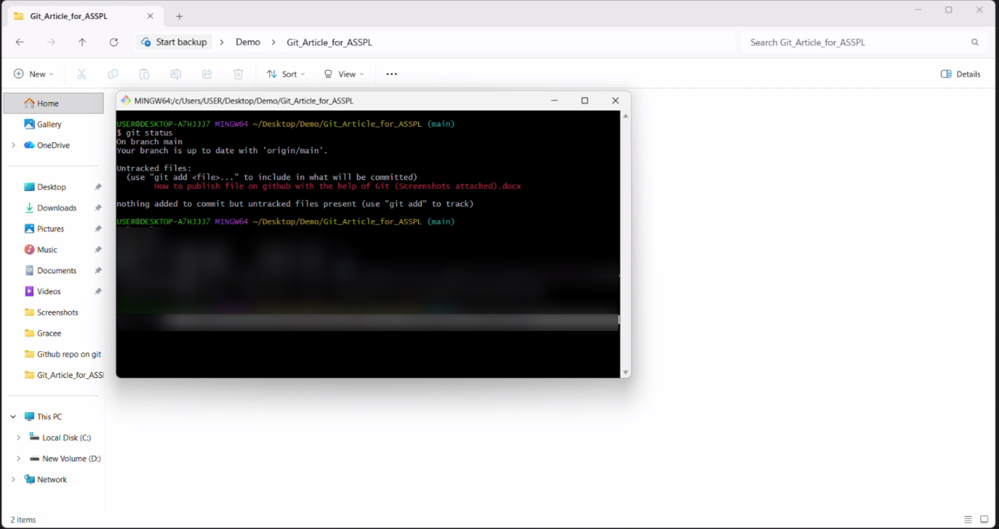 Git_Article_for_ASSPL
Start backup > Demo > Git_Article_for_ASSPL
Search Git_Article_for_ASSPL
New
Sort
View
Details
Home
Gallery
OneDrive
Desktop
Downloads
Pictures
Music
Documents
Videos
Screenshots
Gracee
Github repo on git
Git_Article_for_ASSI
This PC
Local Disk (C:)
New Volume (D:)
Network
2 items
MINGW64:/c/Users/USER/Desktop/Demo/Git_Article_for_ASSPL
USER@DESKTOP-A7HJJJ7 MINGW64 ~/Desktop/Demo/Git_Article_for_ASSPL (main)
$ git status
On branch main
Your branch is up to date with 'origin/main'.
Untracked files:
(use "git add <file>..." to include in what will be committed)
How to publish file on github with the help of Git (Screenshots attached).docx
nothing added to commit but untracked files present (use "git add" to track)
USER@DESKTOP-A7HJJJ7 MINGW64 ~/Desktop/Demo/Git_Article_for_ASSPL (main)